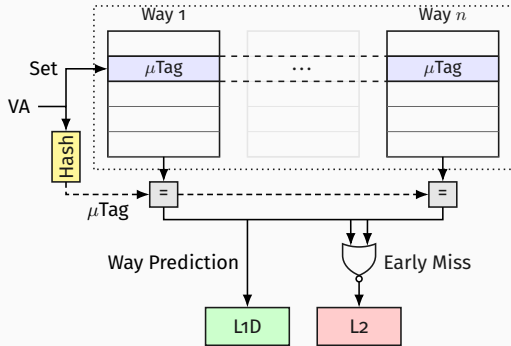 Way 1
Way n
Set
μTag
...
μTag
VA
Hash
=
=
μTag
Way Prediction
Early Miss
L1D
L2